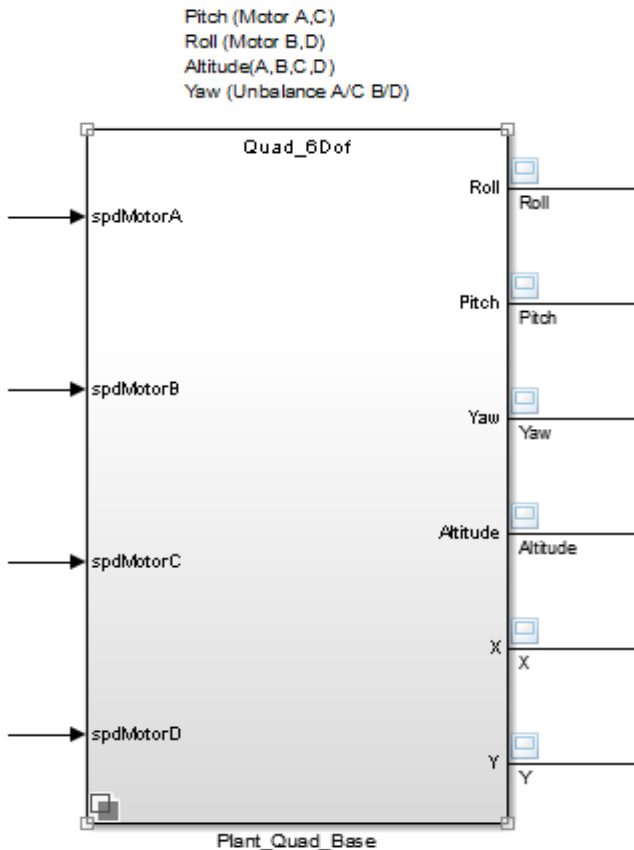 Pitch (Motor A,C)
Roll (Motor B,D)
Altitude(A,B,C,D)
Yaw (Unbalance A/C B/D)
Quad_6Dof
Roll
Roll
spdMotorA
Pitch
Pitch
spdMotorB
Yaw
Yaw
Altitude
Altitude
spdMotorC
X
X
spdMotorD
Y
Y
Plant_Quad_Base